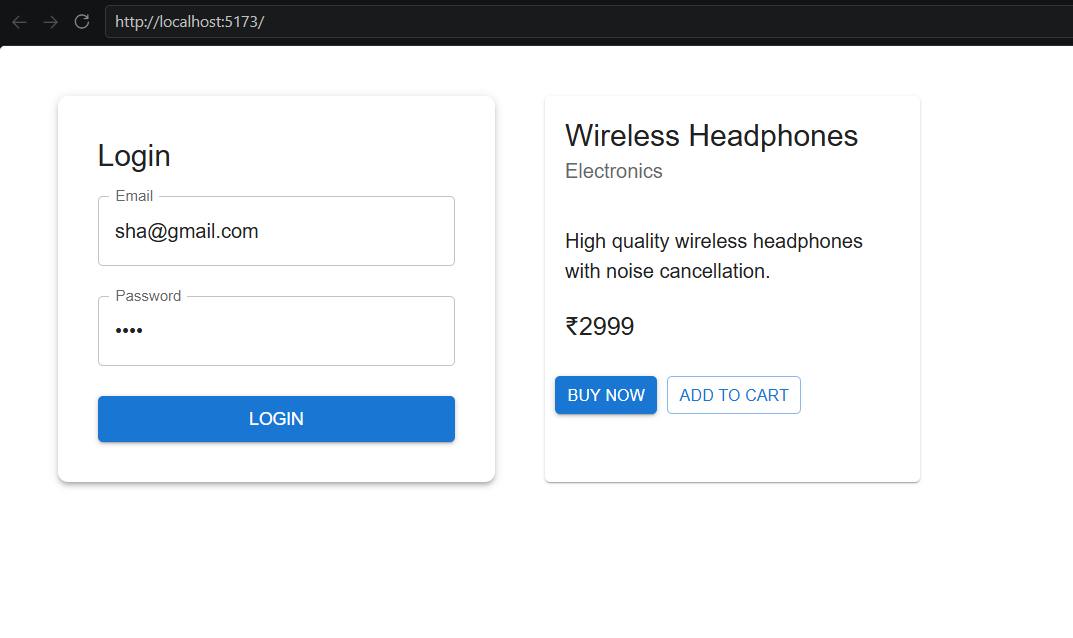 http://localhost:5173/
Login
Email
sha@gmail.com
Password
••••
LOGIN
Wireless Headphones
Electronics
High quality wireless headphones
with noise cancellation.
₹2999
BUY NOW
ADD TO CART